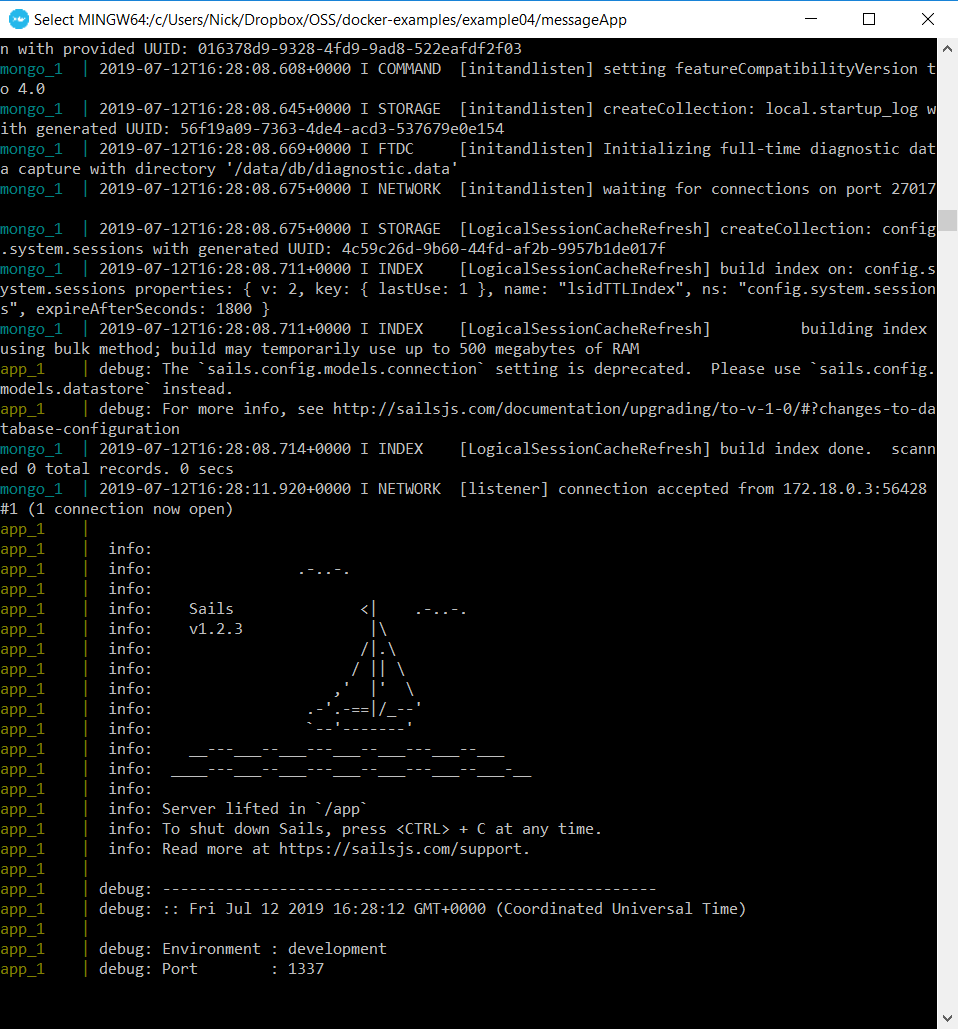 Select MINGW64:/c/Users/Nick/Dropbox/OSS/docker-examples/example04/messageApp
n with provided UUID: 016378d9-9328-4fd9-9ad8-522eafdf2f03
mongo_1  | 2019-07-12T16:28:08.608+0000 I COMMAND  [initandlisten] setting featureCompatibilityVersion t
o 4.0
mongo_1  | 2019-07-12T16:28:08.645+0000 I STORAGE  [initandlisten] createCollection: local.startup_log w
ith generated UUID: 56f19a09-7363-4de4-acd3-537679e0e154
mongo_1  | 2019-07-12T16:28:08.669+0000 I FTDC     [initandlisten] Initializing full-time diagnostic dat
a capture with directory '/data/db/diagnostic.data'
mongo_1  | 2019-07-12T16:28:08.675+0000 I NETWORK  [initandlisten] waiting for connections on port 27017
mongo_1  | 2019-07-12T16:28:08.675+0000 I STORAGE  [LogicalSessionCacheRefresh] createCollection: config
.system.sessions with generated UUID: 4c59c26d-9b60-44fd-af2b-9957b1de017f
mongo_1  | 2019-07-12T16:28:08.711+0000 I INDEX    [LogicalSessionCacheRefresh] build index on: config.s
ystem.sessions properties: { v: 2, key: { lastUse: 1 }, name: "lsidTTLIndex", ns: "config.system.session
s", expireAfterSeconds: 1800 }
mongo_1  | 2019-07-12T16:28:08.711+0000 I INDEX    [LogicalSessionCacheRefresh]          building index
using bulk method; build may temporarily use up to 500 megabytes of RAM
app_1    | debug: The `sails.config.models.connection` setting is deprecated.  Please use `sails.config.
models.datastore` instead.
app_1    | debug: For more info, see http://sailsjs.com/documentation/upgrading/to-v-1-0/#?changes-to-da
tabase-configuration
mongo_1  | 2019-07-12T16:28:08.714+0000 I INDEX    [LogicalSessionCacheRefresh] build index done.  scann
ed 0 total records. 0 secs
mongo_1  | 2019-07-12T16:28:11.920+0000 I NETWORK  [listener] connection accepted from 172.18.0.3:56428
#1 (1 connection now open)
app_1    |
app_1    |  info:
app_1    |  info:                .-..-.
app_1    |  info:
app_1    |  info:    Sails              <|    .-..-.
app_1    |  info:    v1.2.3              |\
app_1    |  info:                       /|.\
app_1    |  info:                      / || \
app_1    |  info:                    ,'  |'  \
app_1    |  info:                 .-'.-==|/_--'
app_1    |  info:                 `--'-------'
app_1    |  info:    __---___--___---___--___---___--___
app_1    |  info:  ____---___--___---___--___---___--___-__
app_1    |  info:
app_1    |  info: Server lifted in `/app`
app_1    |  info: To shut down Sails, press <CTRL> + C at any time.
app_1    |  info: Read more at https://sailsjs.com/support.
app_1    |
app_1    | debug: -------------------------------------------------------
app_1    | debug: :: Fri Jul 12 2019 16:28:12 GMT+0000 (Coordinated Universal Time)
app_1    |
app_1    | debug: Environment : development
app_1    | debug: Port        : 1337